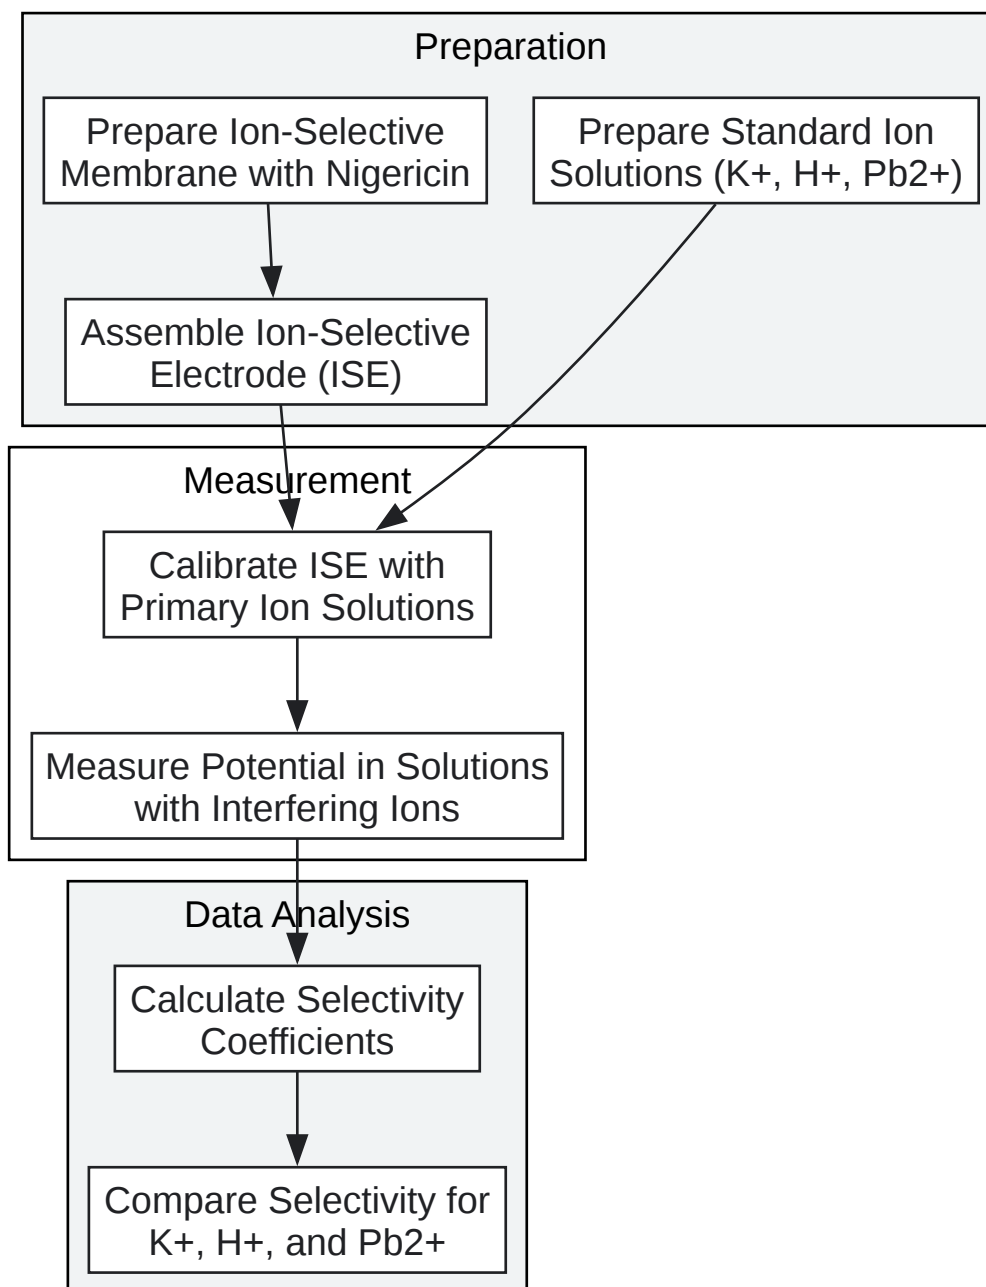 Preparation
Prepare Ion-Selective
Membrane with Nigericin
Prepare Standard Ion
Solutions (K+, H+, Pb2+)
Assemble Ion-Selective
Electrode (ISE)
Measurement
Calibrate ISE with
Primary Ion Solutions
Measure Potential in Solutions
with Interfering Ions
Data Analysis
Calculate Selectivity
Coefficients
Compare Selectivity for
K+, H+, and Pb2+